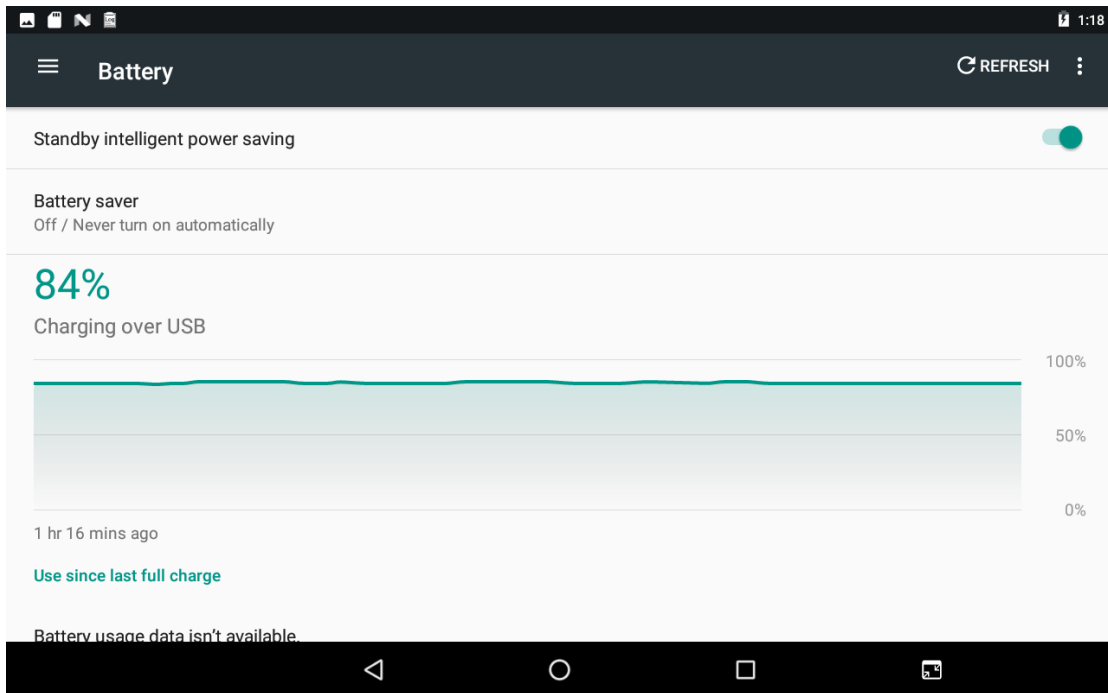 1:18
Battery
REFRESH
Standby intelligent power saving
Battery saver
Off / Never turn on automatically
84%
Charging over USB
100%
50%
0%
1 hr 16 mins ago
Use since last full charge
Battery usage data isn't available.